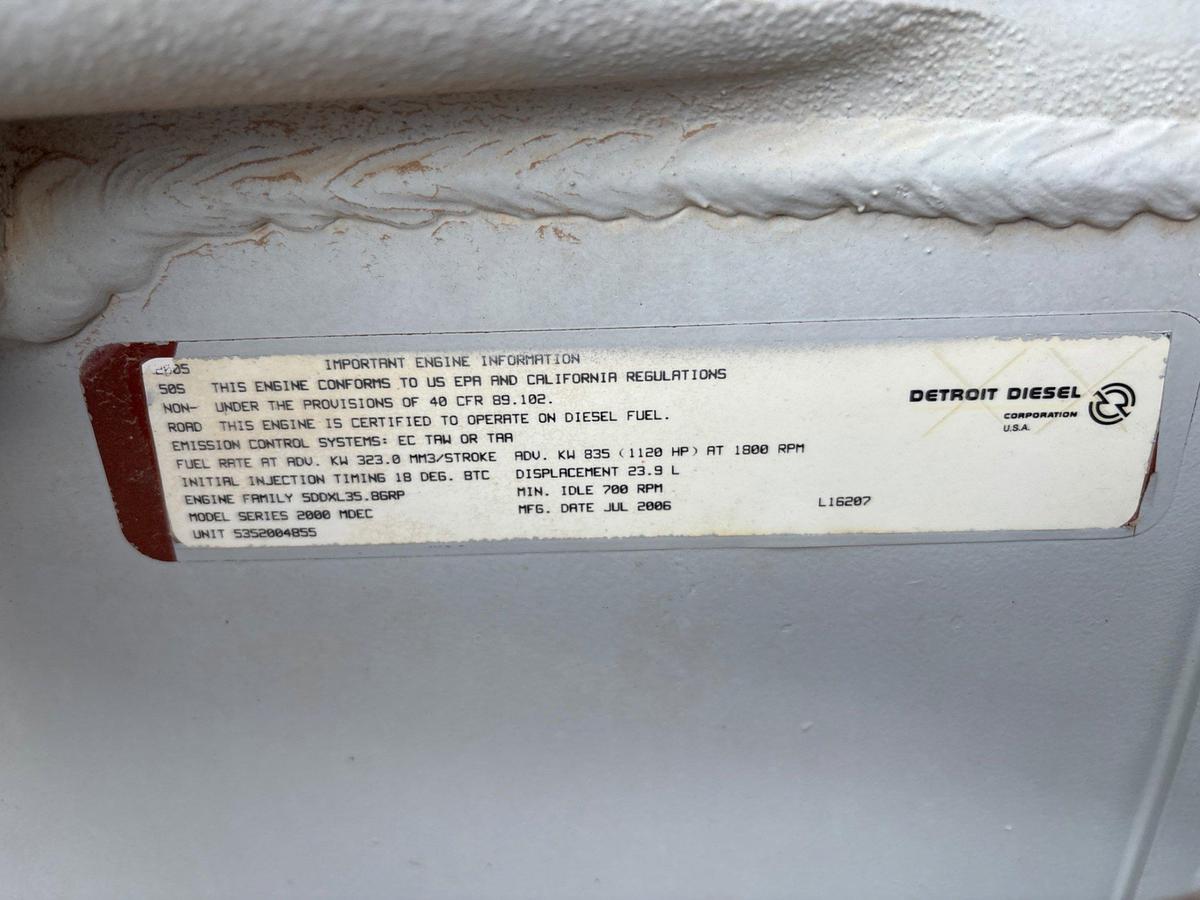 2005 IMPORTANT ENGINE INFORMATION
50S THIS ENGINE CONFORMS TO US EPA AND CALIFORNIA REGULATIONS
NON- UNDER THE PROVISIONS OF 40 CFR 89.102.
ROAD THIS ENGINE IS CERTIFIED TO OPERATE ON DIESEL FUEL.
EMISSION CONTROL SYSTEMS: EC TAW OR TAA
FUEL RATE AT ADV. KW 323.0 MM3/STROKE ADV. KW 835 (1120 HP) AT 1800 RPM
INITIAL INJECTION TIMING 18 DEG. BTC DISPLACEMENT 23.9 L
ENGINE FAMILY 5DDXL35.8GRP MIN. IDLE 700 RPM
MODEL SERIES 2000 MDEC MFG. DATE JUL 2006 L16207
UNIT 5352004855
DETROIT DIESEL
CORPORATION
U.S.A.